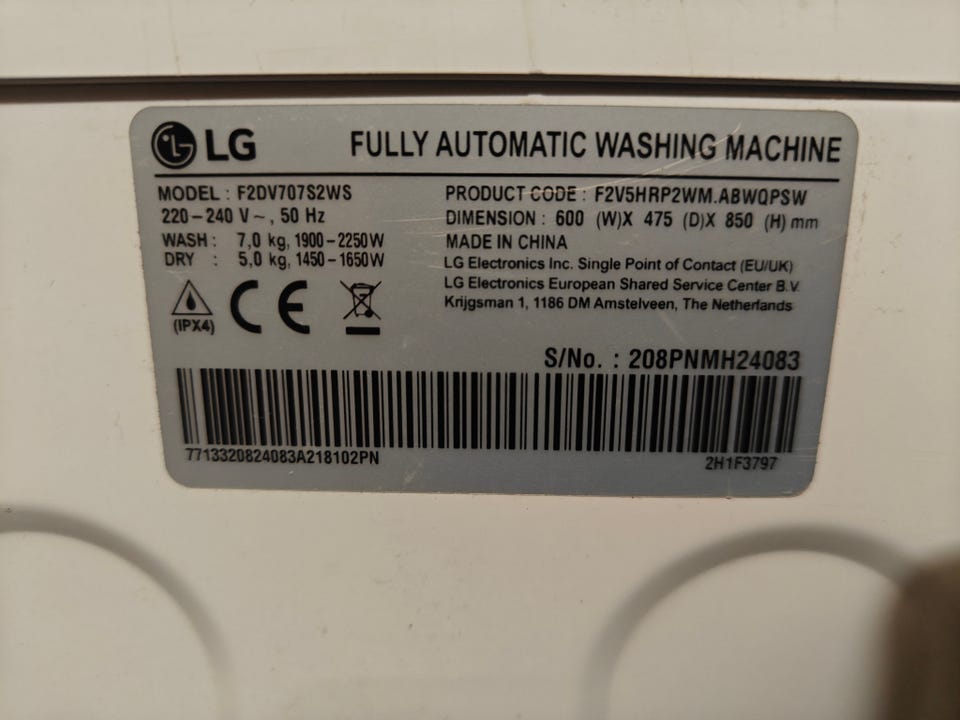 LG FULLY AUTOMATIC WASHING MACHINE
MODEL : F2DV707S2WS
220-240 V~, 50 Hz
WASH : 7,0 kg, 1900-2250W
DRY : 5,0 kg, 1450-1650W
(IPX4)
CE
PRODUCT CODE : F2V5HRP2WM.ABWQPSW
DIMENSION : 600 (W)X 475 (D)X 850 (H) mm
MADE IN CHINA
LG Electronics Inc. Single Point of Contact (EU/UK)
LG Electronics European Shared Service Center B.V.
Krijgsman 1, 1186 DM Amstelveen, The Netherlands
S/No. : 208PNMH24083
7713320824083A218102PN
2H1F3797